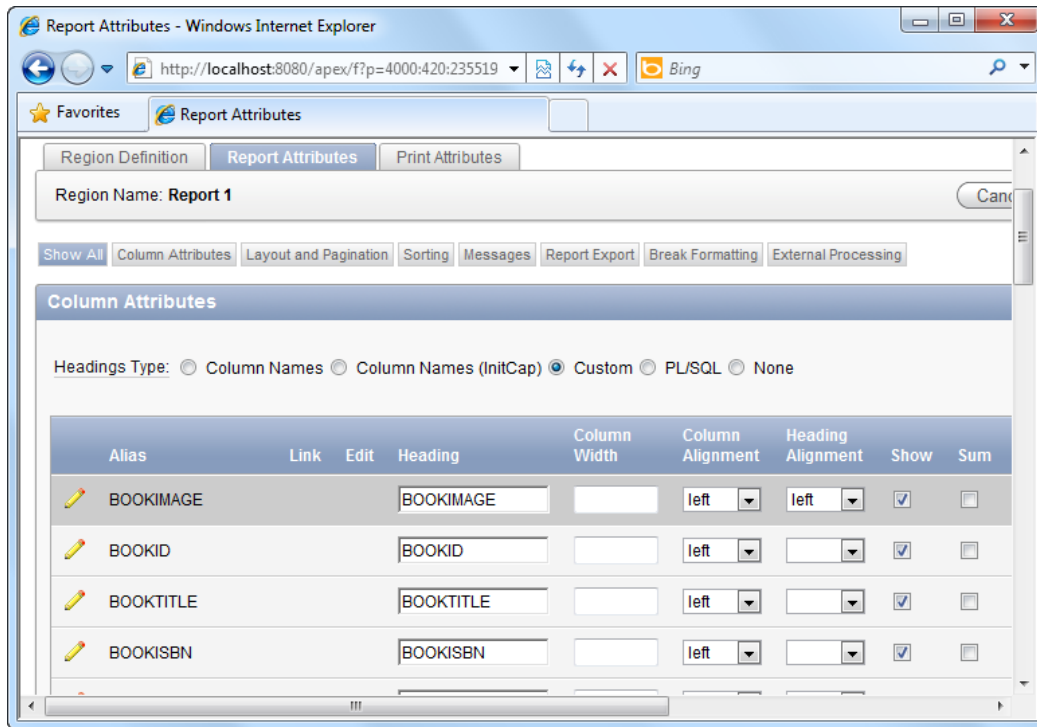 Report Attributes - Windows Internet Explorer
http://localhost:8080/apex/f?p=4000:420:235519
Bing
Favorites
Report Attributes
Region Definition Report Attributes Print Attributes
Region Name: Report 1
Canc
Show All Column Attributes Layout and Pagination Sorting Messages Report Export Break Formatting External Processing
Column Attributes
Headings Type: Column Names Column Names (InitCap) Custom PL/SQL None
Alias Link Edit Heading Column Width Column Alignment Heading Alignment Show Sum
BOOKIMAGE BOOKIMAGE left left
BOOKID BOOKID left
BOOKTITLE BOOKTITLE left
BOOKISBN BOOKISBN left